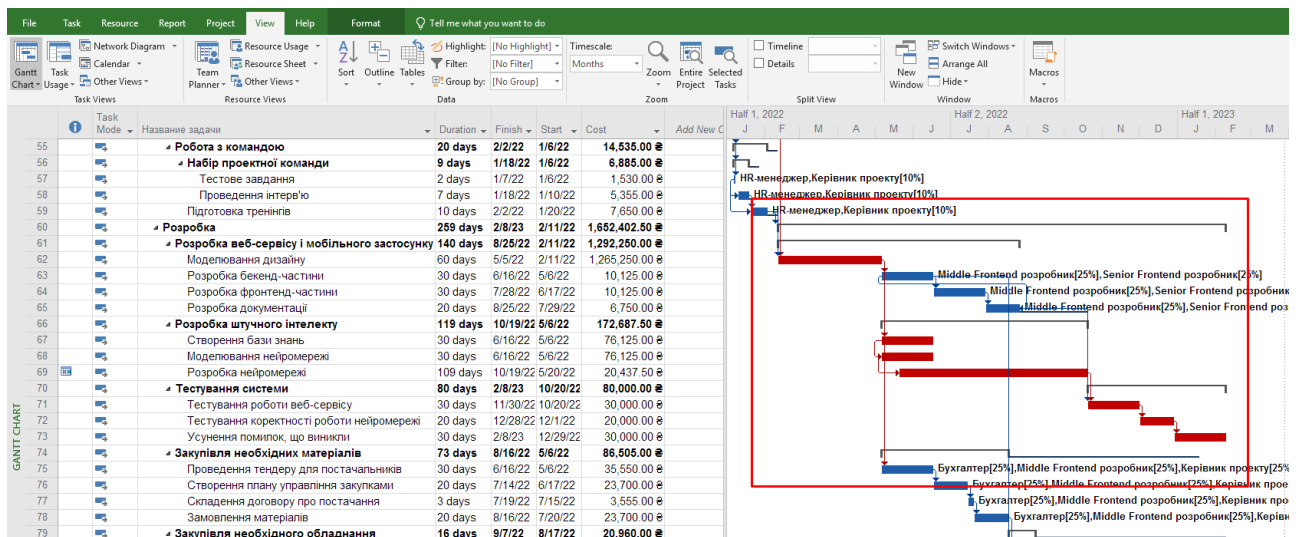 File Task Resource Report Project View Help Format Tell me what you want to do
Network Diagram Resource Usage Highlight: [No Highlight] Timescale: Timeline Switch Windows
Calendar Resource Sheet Filter: [No Filter] Months Details Arrange All
Gantt Chart Task Usage Other Views Team Planner Other Views Sort Outline Tables Group by: [No Group] Zoom Entire Project Selected Tasks New Window Hide Macros
Task Views Resource Views Data Zoom Split View Window Macros
Task Mode Название задачи Duration Finish Start Cost Add New C Half 1, 2022 Half 2, 2022 Half 1, 2023
J F M A M J J A S O N D J F M
55 Робота з командою 20 days 2/2/22 1/6/22 14,535.00 ₴
56 Набір проектної команди 9 days 1/18/22 1/6/22 6,885.00 ₴
57 Тестове завдання 2 days 1/7/22 1/6/22 1,530.00 ₴ HR-менеджер,Керівник проекту[10%]
58 Проведення інтерв'ю 7 days 1/18/22 1/10/22 5,355.00 ₴ HR-менеджер,Керівник проекту[10%]
59 Підготовка тренінгів 10 days 2/2/22 1/20/22 7,650.00 ₴ HR-менеджер,Керівник проекту[10%]
60 Розробка 259 days 2/8/23 2/11/22 1,652,402.50 ₴
61 Розробка веб-сервісу і мобільного застосунку 140 days 8/25/22 2/11/22 1,292,250.00 ₴
62 Моделювання дизайну 60 days 5/5/22 2/11/22 1,265,250.00 ₴
63 Розробка бекенд-частини 30 days 6/16/22 5/6/22 10,125.00 ₴ Middle Frontend розробник[25%],Senior Frontend розробник[25%]
64 Розробка фронтенд-частини 30 days 7/28/22 6/17/22 10,125.00 ₴ Middle Frontend розробник[25%],Senior Frontend розробник
65 Розробка документації 20 days 8/25/22 7/29/22 6,750.00 ₴ Middle Frontend розробник[25%],Senior Frontend роз
66 Розробка штучного інтелекту 119 days 10/19/22 5/6/22 172,687.50 ₴
67 Створення бази знань 30 days 6/16/22 5/6/22 76,125.00 ₴
68 Моделювання нейромережі 30 days 6/16/22 5/6/22 76,125.00 ₴
69 Розробка нейромережі 109 days 10/19/22 5/20/22 20,437.50 ₴
70 Тестування системи 80 days 2/8/23 10/20/22 80,000.00 ₴
71 Тестування роботи веб-сервісу 30 days 11/30/22 10/20/22 30,000.00 ₴
72 Тестування коректності роботи нейромережі 20 days 12/28/22 12/1/22 20,000.00 ₴
73 Усунення помилок, що виникли 30 days 2/8/23 12/29/22 30,000.00 ₴
74 Закупівля необхідних матеріалів 73 days 8/16/22 5/6/22 86,505.00 ₴
75 Проведення тендеру для постачальників 30 days 6/16/22 5/6/22 35,550.00 ₴ Бухгалтер[25%],Middle Frontend розробник[25%],Керівник проекту[25%
76 Створення плану управпіння закупками 20 days 7/14/22 6/17/22 23,700.00 ₴ Бухгалтер[25%],Middle Frontend розробник[25%],Керівник прое
77 Складення договору про постачання 3 days 7/19/22 7/15/22 3,555.00 ₴ Бухгалтер[25%],Middle Frontend розробник[25%],Керівник про
78 Замовлення матеріалів 20 days 8/16/22 7/20/22 23,700.00 ₴ Бухгалтер[25%],Middle Frontend розробник[25%],Керівн
79 Закупівля необхідного обладнання 16 days 9/7/22 8/17/22 20,960.00 ₴
GANTT CHART